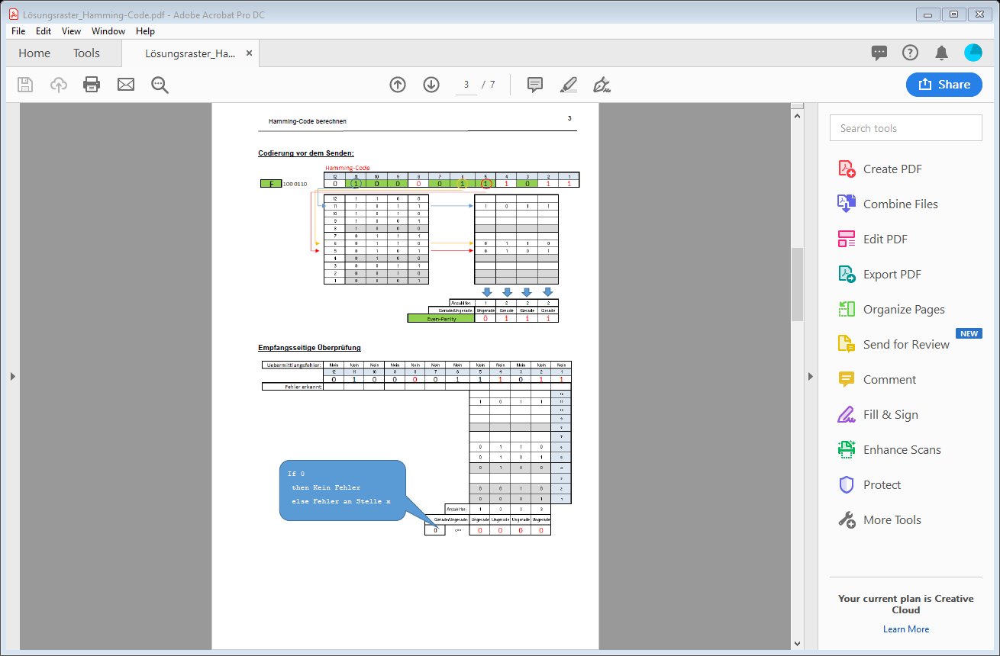 Lösungsraster_Hamming-Code.pdf - Adobe Acrobat Pro DC
File Edit View Window Help
Home Tools Lösungsraster_Ha... ×
3 / 7
Share
Search tools
Create PDF
Combine Files
Edit PDF
Export PDF
Organize Pages
NEW
Send for Review
Comment
Fill & Sign
Enhance Scans
Protect
More Tools
Your current plan is Creative
Cloud
Learn More
Hamming-Code berechnen 3
Codierung vor dem Senden:
Hamming-Code
12 11 10 9 8 7 6 5 4 3 2 1
F 100 0110 0 1 0 0 0 0 1 1 1 0 1 1
12 1 1 0 0
11 1 0 1 1 1 0 1 1
10 1 0 1 0
9 1 0 0 1
8 1 0 0 0
7 0 1 1 1
6 0 1 1 0 0 1 1 0
5 0 1 0 1 0 1 0 1
4 0 1 0 0
3 0 0 1 1
2 0 0 1 0
1 0 0 0 1
Anzahl 1er: 1 2 2 2
Gerade/Ungerade: Ungerade Gerade Gerade Gerade
Even-Parity 0 1 1 1
Empfangsseitige Überprüfung
Uebermittlungsfehler: Nein Nein Nein Nein Nein Nein Nein Nein Nein Nein Nein Nein
12 11 10 9 8 7 6 5 4 3 2 1
0 1 0 0 0 0 1 1 1 0 1 1
Fehler erkannt:
12
1 0 1 1 11
10
9
8
7
0 1 1 0 6
0 1 0 1 5
0 1 0 0 4
3
0 0 1 0 2
0 0 0 1 1
Anzahl 1er: 1 3 3 3
Gerade/Ungerade: Ungerade Ungerade Ungerade Ungerade
0 <== 0 0 0 0
If 0
then Kein Fehler
else Fehler an Stelle x